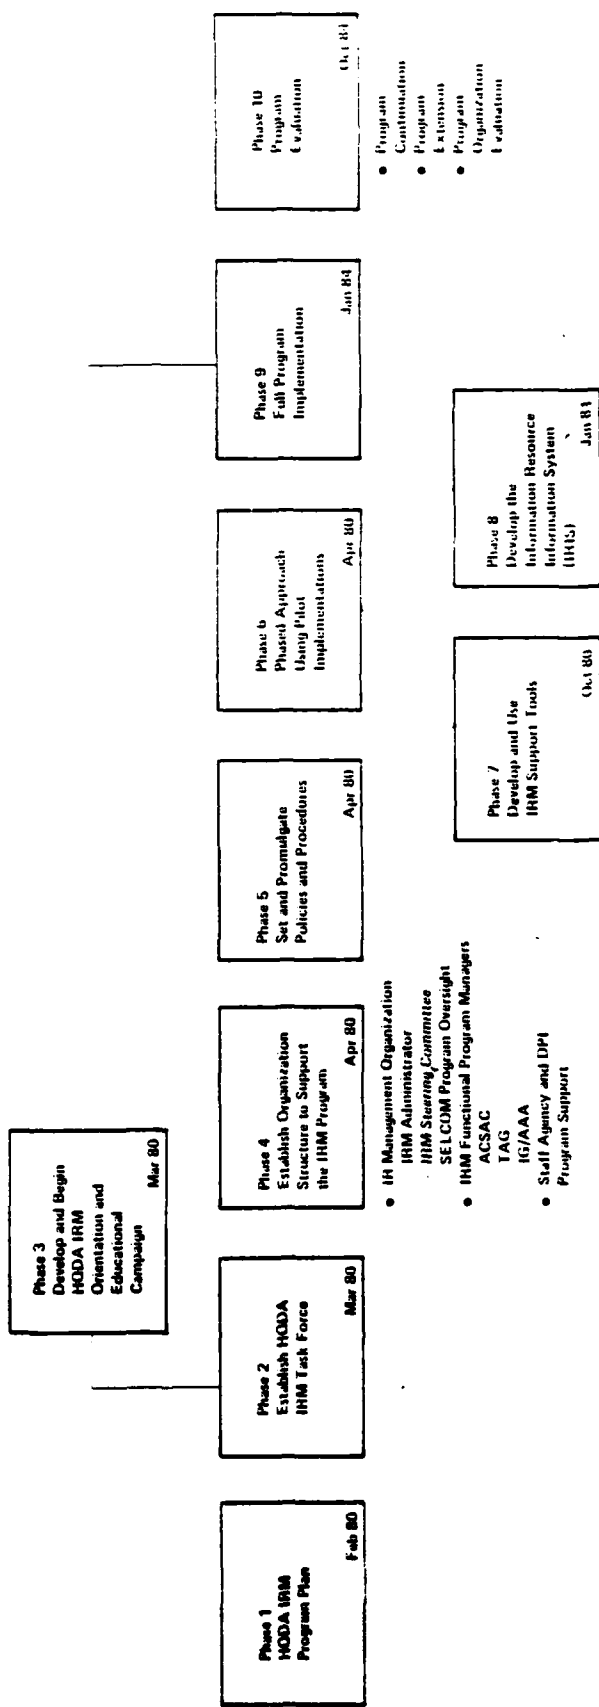 Phase 1
HQDA IRM
Program Plan
Feb 80
Phase 2
Establish HQDA
IRM Task Force
Mar 80
Phase 3
Develop and Begin
HQDA IRM
Orientation and
Educational
Campaign
Mar 80
Phase 4
Establish Organization
Structure to Support
the IRM Program
Apr 80
• IR Management Organization
IRM Administrator
IRM Steering Committee
SELCOM Program Oversight
• IRM Functional Program Managers
ACSAC
TAG
IG/AAA
• Staff Agency and DPI
Program Support
Phase 5
Set and Promulgate
Policies and Procedures
Apr 80
Phase 6
Phased Approach
Using Pilot
Implementations
Apr 80
Phase 7
Develop and Use
IRM Support Tools
Oct 80
Phase 8
Develop the
Information Resource
Information System
(IRIS)
Jan 83
Phase 9
Full Program
Implementation
Jan 84
Phase 10
Program
Evaluation
Oct 84
• Program
Continuation
• Program
Extension
• Program
Organization
Evaluation